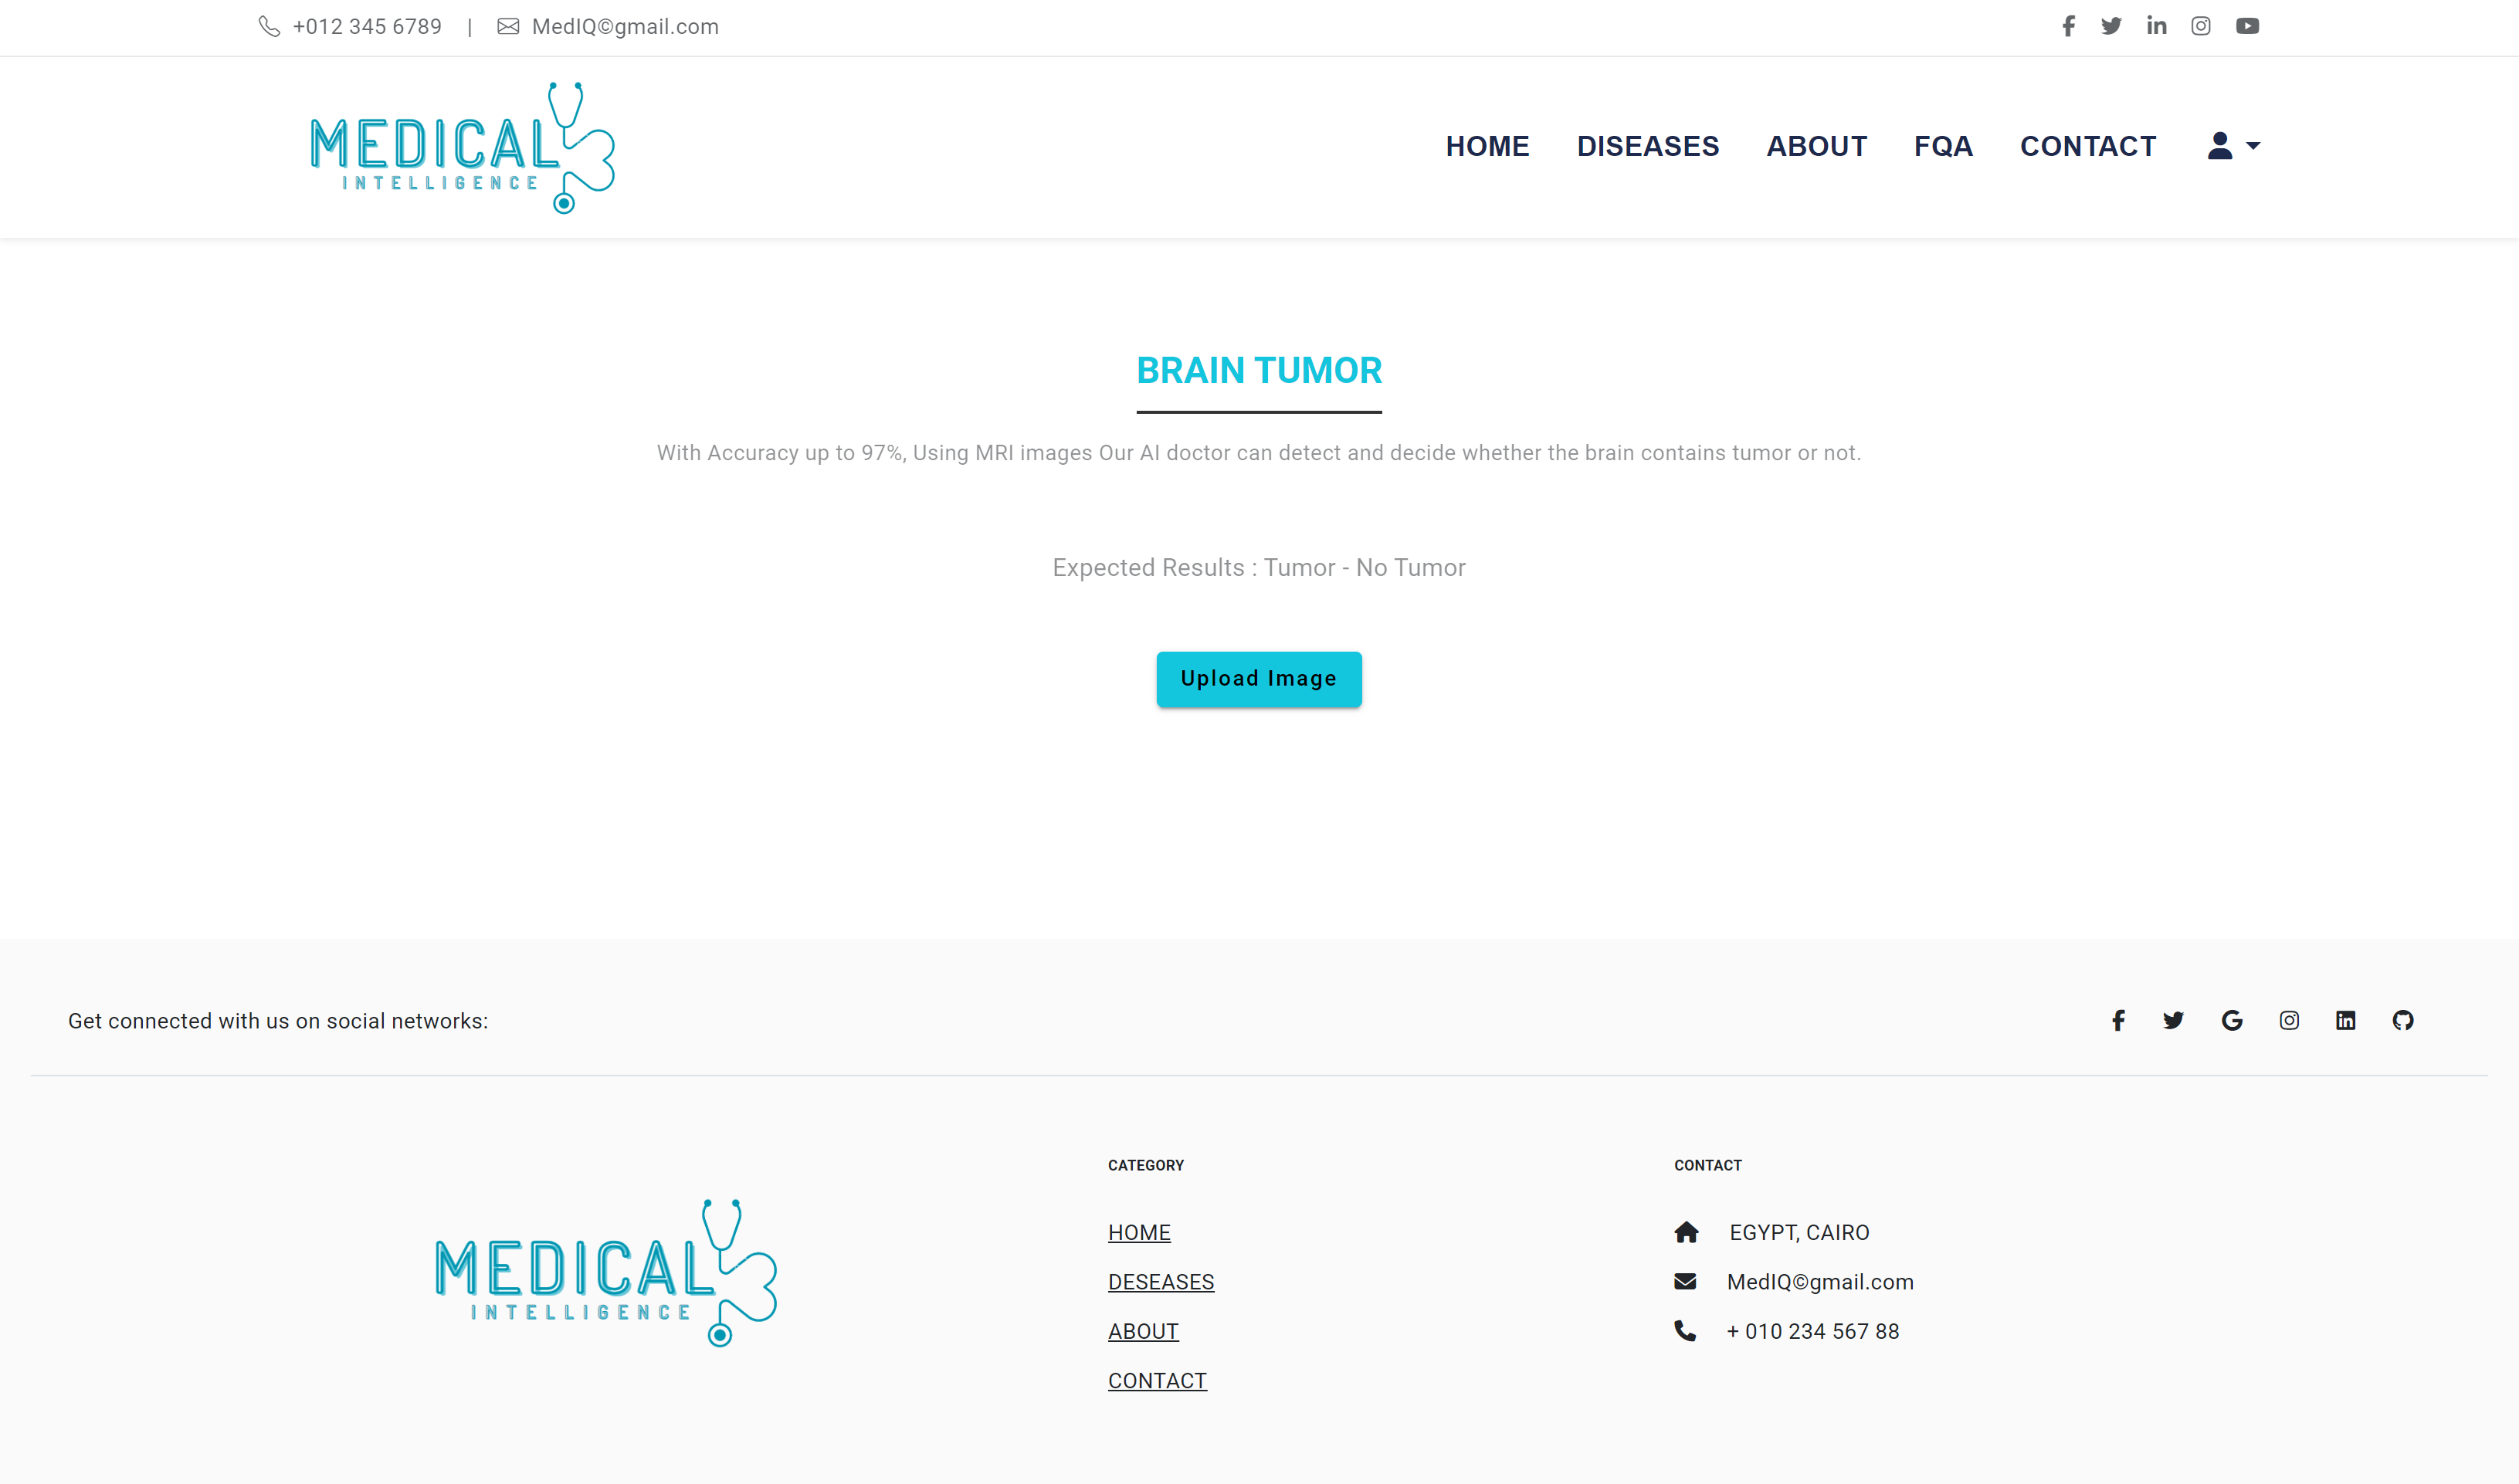 +012 345 6789 | MedIQ©gmail.com
MEDICAL
INTELLIGENCE
HOME DISEASES ABOUT FQA CONTACT
BRAIN TUMOR
With Accuracy up to 97%, Using MRI images Our AI doctor can detect and decide whether the brain contains tumor or not.
Expected Results : Tumor - No Tumor
Upload Image
Get connected with us on social networks:
MEDICAL
INTELLIGENCE
CATEGORY
HOME
DESEASES
ABOUT
CONTACT
CONTACT
EGYPT, CAIRO
MedIQ©gmail.com
+ 010 234 567 88